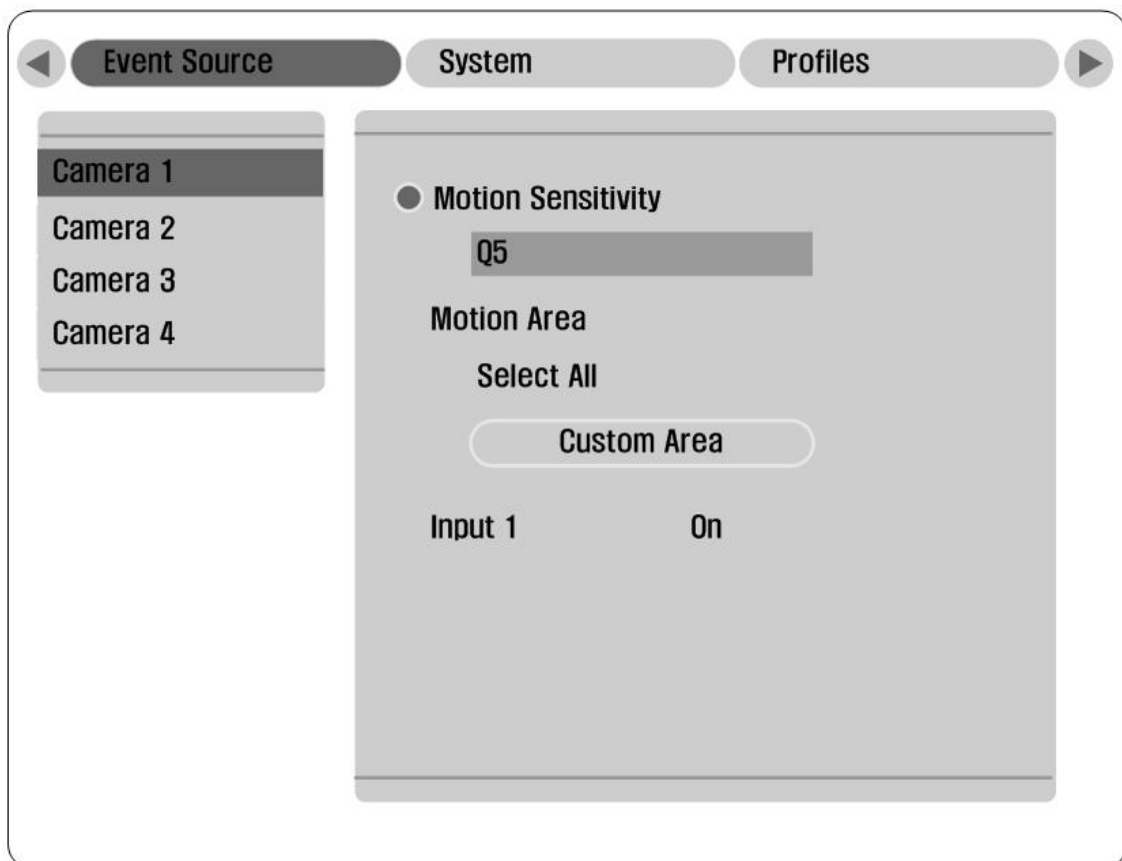 Event Source System Profiles
Camera 1
Camera 2
Camera 3
Camera 4
Motion Sensitivity
Q5
Motion Area
Select All
Custom Area
Input 1 On